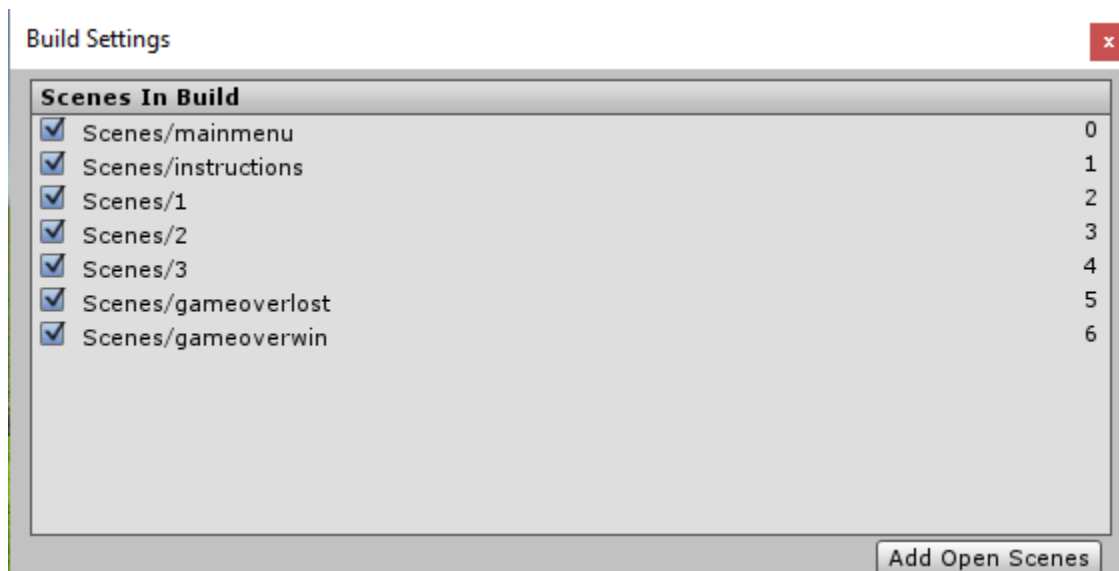 Build Settings
x
Scenes In Build
Scenes/mainmenu 0
Scenes/instructions 1
Scenes/1 2
Scenes/2 3
Scenes/3 4
Scenes/gameoverlost 5
Scenes/gameoverwin 6
Add Open Scenes